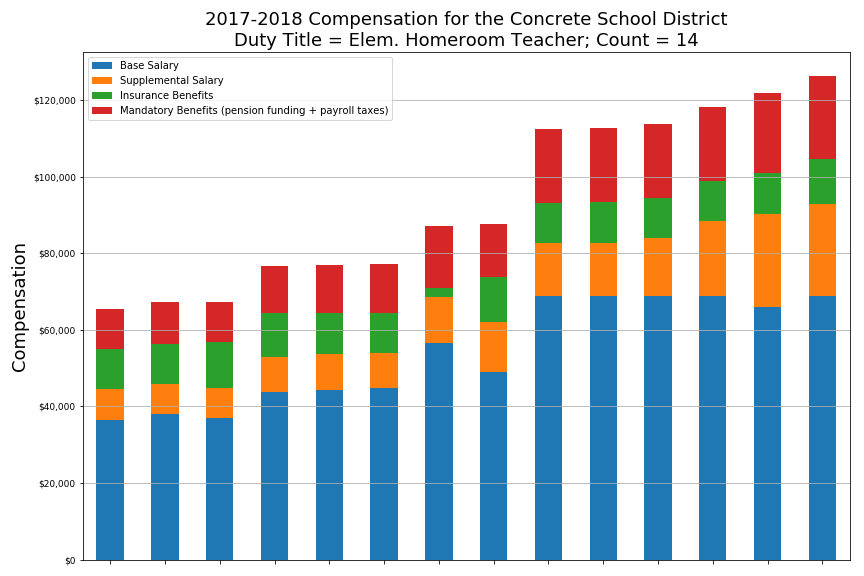 2017-2018 Compensation for the Concrete School District
Duty Title = Elem. Homeroom Teacher; Count = 14
Base Salary
Supplemental Salary
Insurance Benefits
Mandatory Benefits (pension funding + payroll taxes)
Compensation
$120,000
$100,000
$80,000
$60,000
$40,000
$20,000
$0